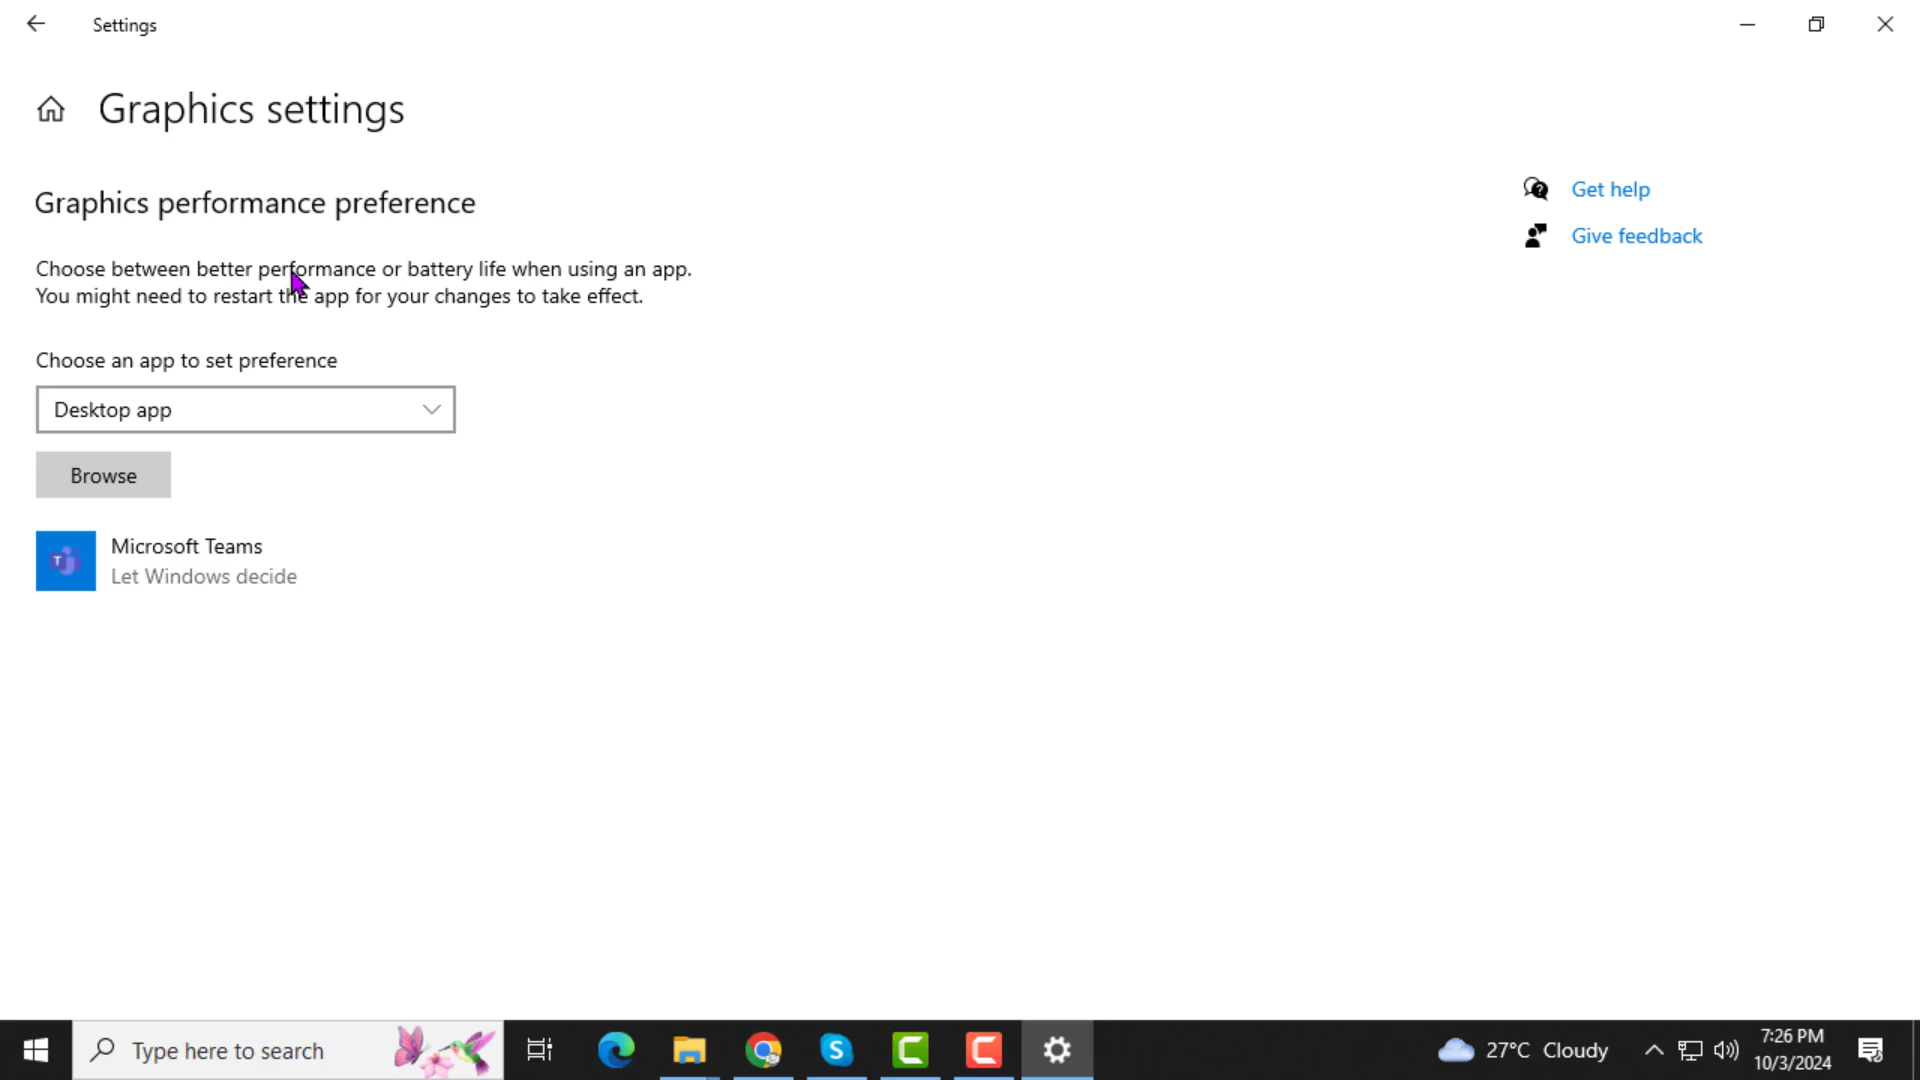 Settings
Graphics settings
Graphics performance preference
Get help
Give feedback
Choose between better performance or battery life when using an app.
You might need to restart the app for your changes to take effect.
Choose an app to set preference
Desktop app
Browse
Microsoft Teams
Let Windows decide
Type here to search
27°C Cloudy
7:26 PM
10/3/2024